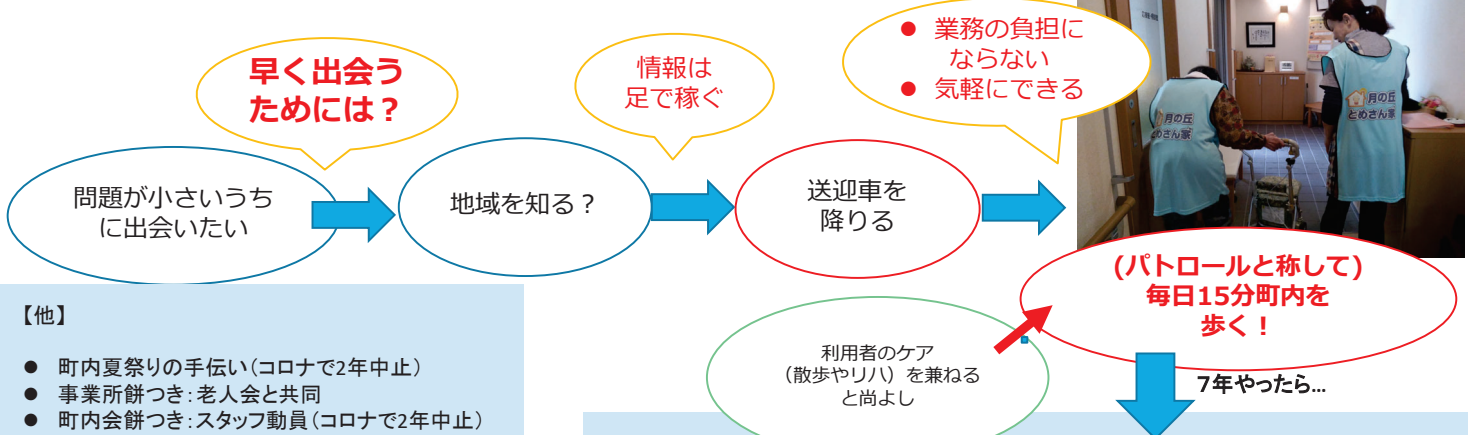 早く出会う
ためには？
情報は
足で稼ぐ
● 業務の負担に
ならない
● 気軽にできる
問題が小さいうち
に出会いたい
地域を知る？
送迎車を
降りる
月の丘
とめさん家
月の丘
とめさん家
(パトロールと称して)
毎日15分町内を
歩く！
【他】
● 町内夏祭りの手伝い(コロナで2年中止)
● 事業所餅つき:老人会と共同
● 町内会餅つき:スタッフ動員(コロナで2年中止)
利用者のケア
（散歩やリハ）を兼ねる
と尚よし
7年やったら...